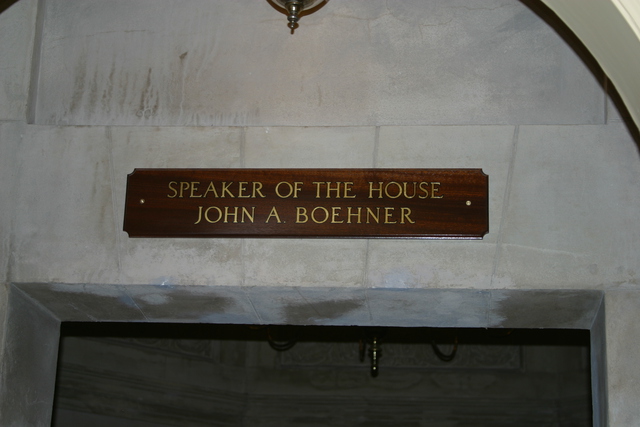 SPEAKER OF THE HOUSE
JOHN A. BOEHNER